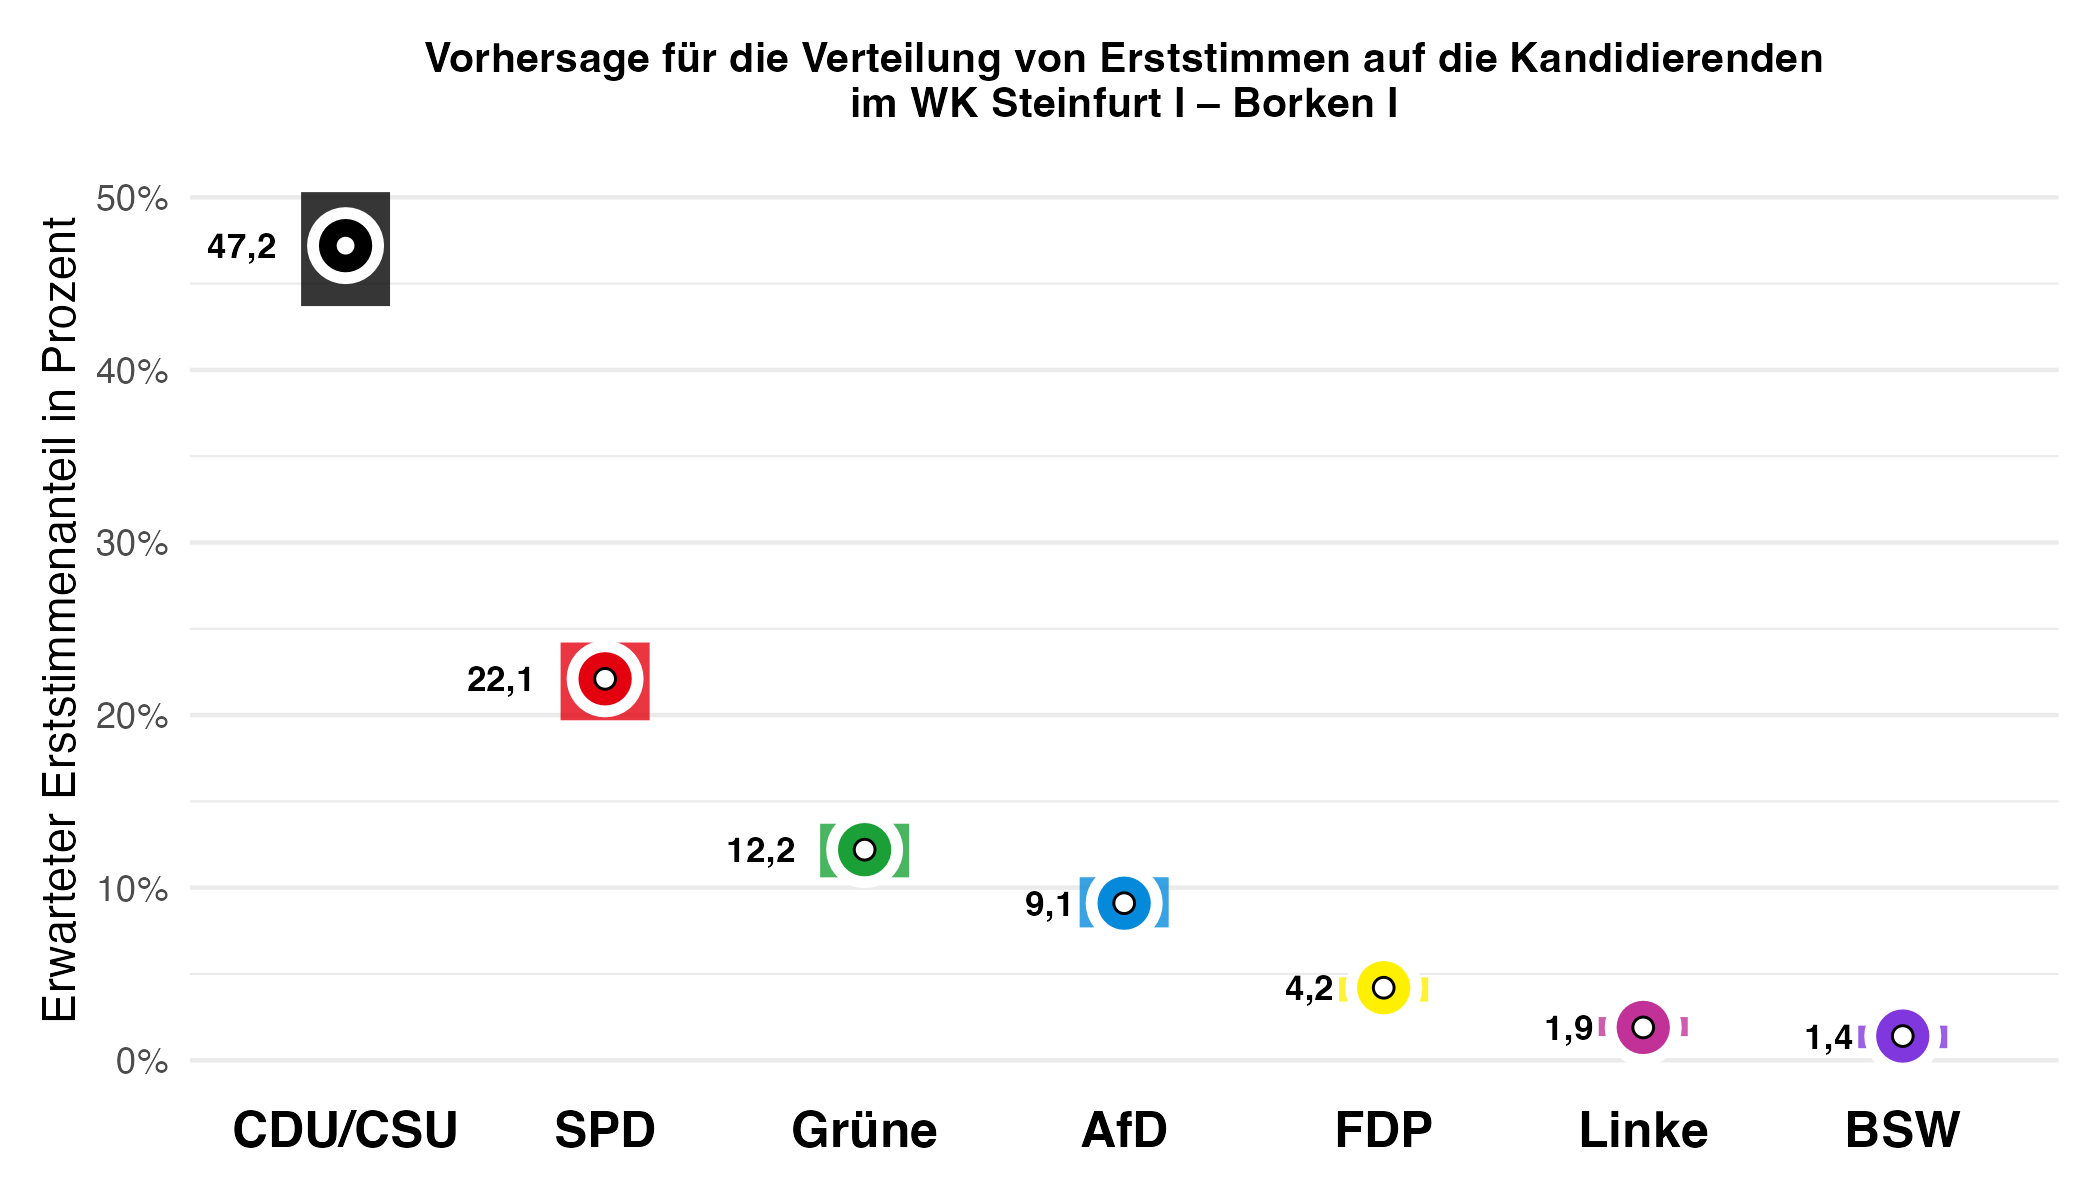 Vorhersage für die Verteilung von Erststimmen auf die Kandidierenden
im WK Steinfurt I – Borken I
Erwarteter Erststimmenanteil in Prozent
50%
40%
30%
20%
10%
0%
47,2
22,1
12,2
9,1
4,2
1,9
1,4
CDU/CSU
SPD
Grüne
AfD
FDP
Linke
BSW